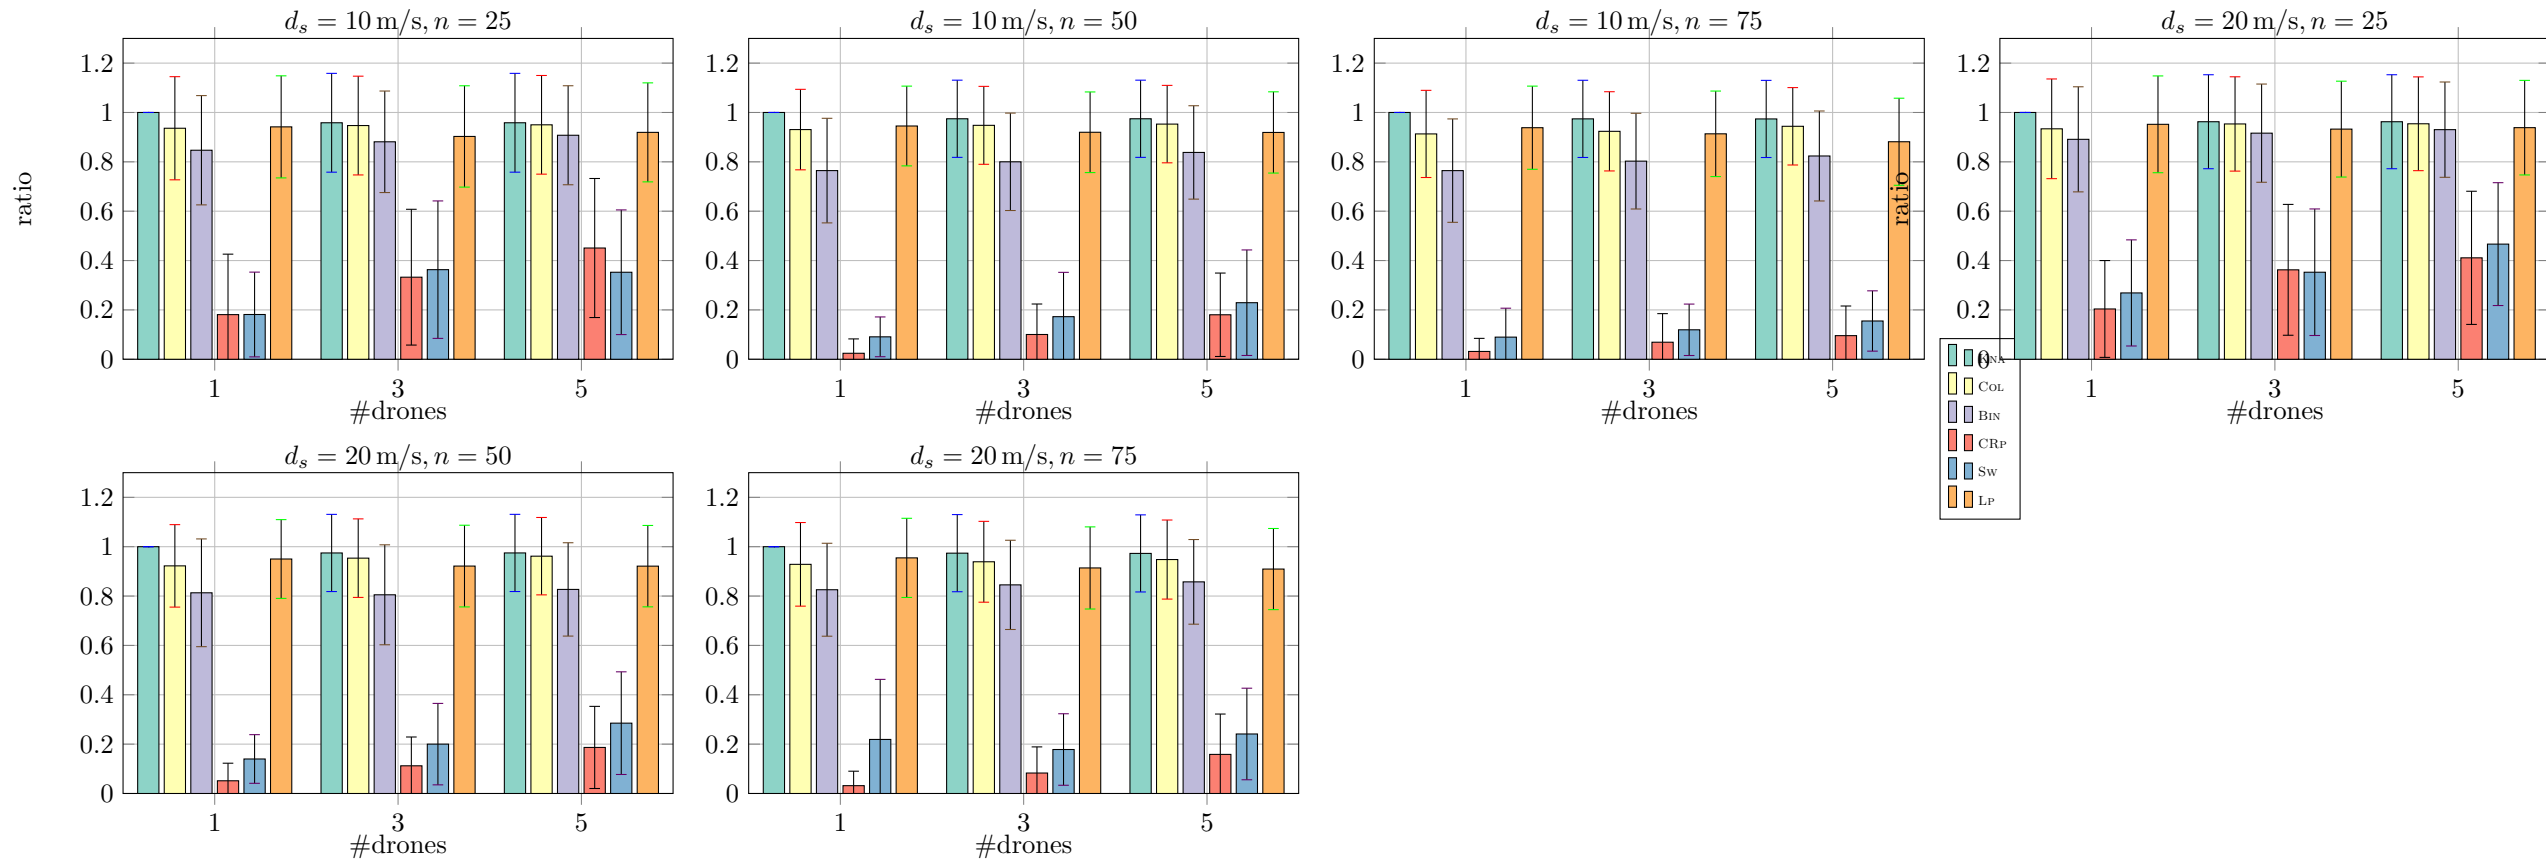 d_s = 10 m/s, n = 25
1.2
1
0.8
0.6
0.4
0.2
0
ratio
1 3 5
#drones
d_s = 10 m/s, n = 50
1.2
1
0.8
0.6
0.4
0.2
0
1 3 5
#drones
d_s = 10 m/s, n = 75
1.2
1
0.8
0.6
0.4
0.2
0
1 3 5
#drones
d_s = 20 m/s, n = 25
1.2
1
0.8
0.6
0.4
0.2
0
ratio
1 3 5
#drones
KNA
COL
BIN
CRP
SW
LP
d_s = 20 m/s, n = 50
1.2
1
0.8
0.6
0.4
0.2
0
1 3 5
#drones
d_s = 20 m/s, n = 75
1.2
1
0.8
0.6
0.4
0.2
0
1 3 5
#drones